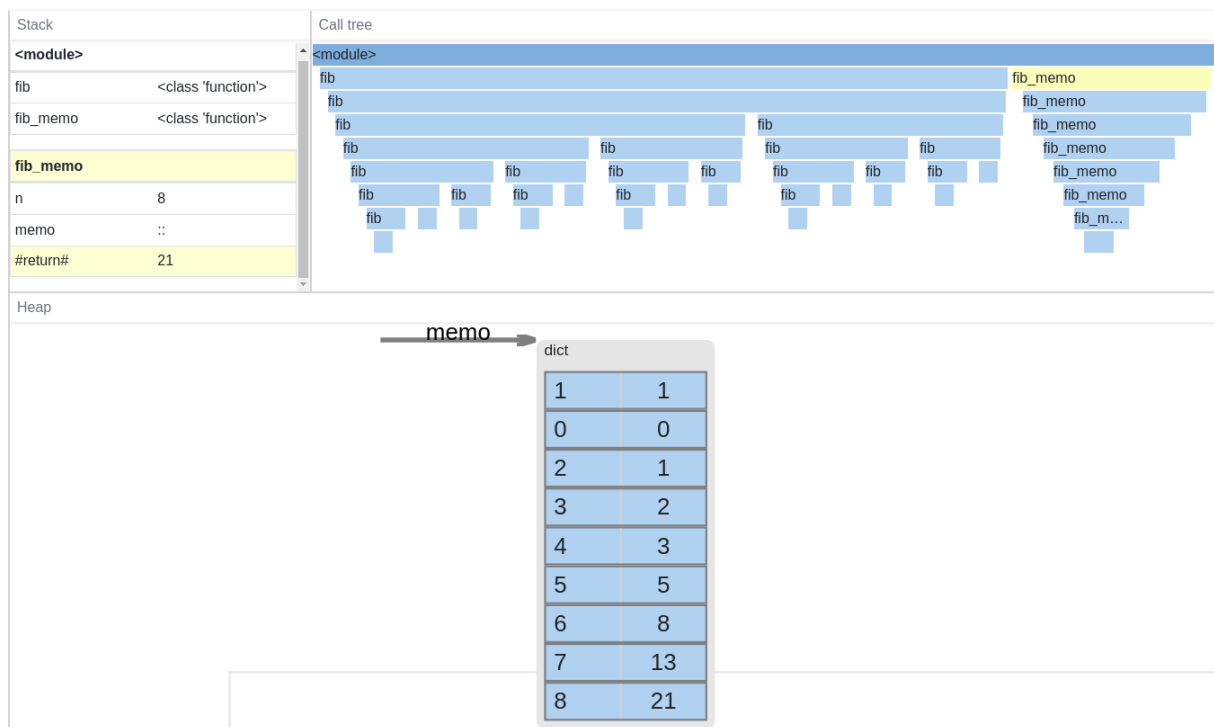 Stack
<module>
fib <class 'function'>
fib_memo <class 'function'>
fib_memo
n 8
memo ::
#return# 21
Call tree
<module>
fib fib_memo
fib fib_memo
fib fib fib_memo
fib fib fib fib fib_memo
fib fib fib fib fib fib fib fib_memo
fib fib fib fib fib fib_memo
fib fib_m...
Heap
memo
dict
1 1
0 0
2 1
3 2
4 3
5 5
6 8
7 13
8 21